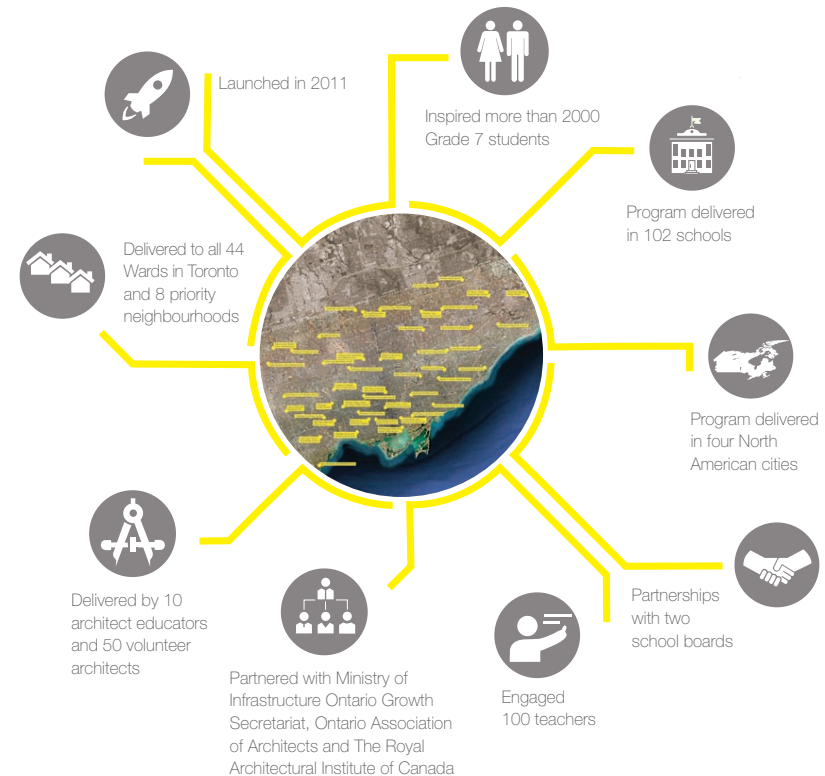 Launched in 2011
Inspired more than 2000
Grade 7 students
Program delivered
in 102 schools
Delivered to all 44
Wards in Toronto
and 8 priority
neighbourhoods
Program delivered
in four North
American cities
Delivered by 10
architect educators
and 50 volunteer
architects
Partnered with Ministry of
Infrastructure Ontario Growth
Secretariat, Ontario Association
of Architects and The Royal
Architectural Institute of Canada
Engaged
100 teachers
Partnerships
with two
school boards